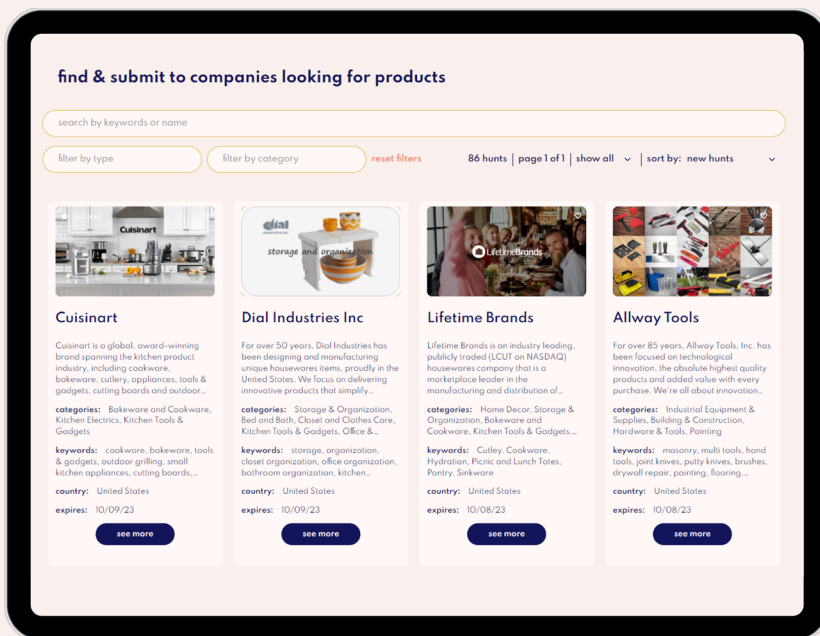 find & submit to companies looking for products
search by keywords or name
filter by type
filter by category
reset filters
86 hunts
page 1 of 1
show all
sort by: new hunts
Cuisinart
Cuisinart
Cuisinart is a global, award-winning
brand spanning the kitchen product
industry, including cookware,
bakeware, cutlery, appliances, tools &
gadgets, cutting boards and outdoor...
categories: Bakeware and Cookware,
Kitchen Electrics, Kitchen Tools &
Gadgets
keywords: cookware, bakeware, tools
& gadgets, outdoor grilling, small
kitchen appliances, cutting boards,...
country: United States
expires: 10/09/23
see more
dial
storage and organization
Dial Industries Inc
For over 50 years, Dial Industries has
been designing and manufacturing
unique housewares items, proudly in the
United States. We focus on delivering
innovative products that simplify...
categories: Storage & Organization,
Bed and Bath, Closet and Clothes Care,
Kitchen Tools & Gadgets, Office &...
keywords: storage, organization,
closet organization, office organization,
bathroom organization, kitchen...
country: United States
expires: 10/09/23
see more
LifetimeBrands
Lifetime Brands
Lifetime Brands is an industry leading,
publicly traded (LCUT on NASDAQ)
housewares company that is a
marketplace leader in the
manufacturing and distribution of...
categories: Home Decor, Storage &
Organization, Bakeware and
Cookware, Kitchen Tools & Gadgets,...
keywords: Cutley, Cookware,
Hydration, Picnic and Lunch Totes,
Pantry, Sinkware
country: United States
expires: 10/08/23
see more
Allway Tools
For over 85 years, Allway Tools, Inc. has
been focused on technological
innovation, the absolute highest quality
products and added value with every
purchase. We're all about innovation...
categories: Industrial Equipment &
Supplies, Building & Construction,
Hardware & Tools, Painting
keywords: masonry, multi tools, hand
tools, joint knives, putty knives, brushes,
drywall repair, painting, flooring,...
country: United States
expires: 10/08/23
see more